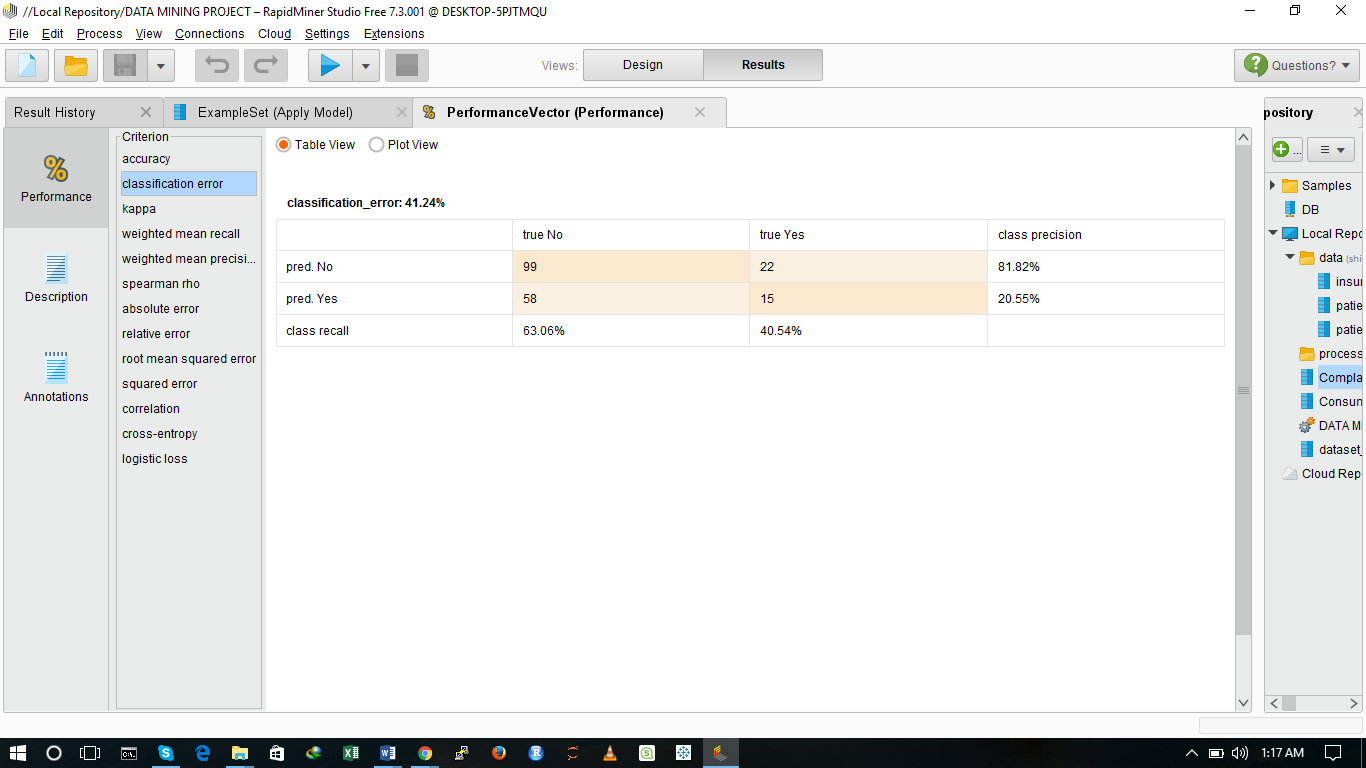 //Local Repository/DATA MINING PROJECT – RapidMiner Studio Free 7.3.001 @ DESKTOP-5PJTMQU
File Edit Process View Connections Cloud Settings Extensions
Views: Design Results Questions?
Result History ExampleSet (Apply Model) PerformanceVector (Performance) pository
Performance
Description
Annotations
Criterion
accuracy
classification error
kappa
weighted mean recall
weighted mean precisi...
spearman rho
absolute error
relative error
root mean squared error
squared error
correlation
cross-entropy
logistic loss
Table View Plot View
classification_error: 41.24%
true No true Yes class precision
pred. No 99 22 81.82%
pred. Yes 58 15 20.55%
class recall 63.06% 40.54%
...
Samples
DB
Local Repo
data (shi
insur
patie
patie
process
Compla
Consun
DATA M
dataset_
Cloud Rep
1:17 AM